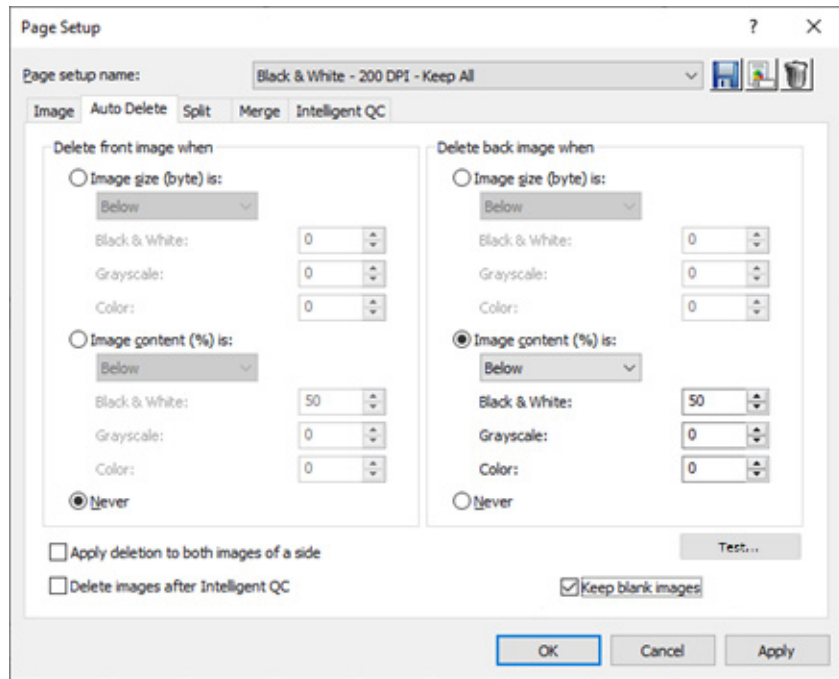 Page Setup
Page setup name: Black & White - 200 DPI - Keep All
Image Auto Delete Split Merge Intelligent QC
Delete front image when
Image size (byte) is:
Below
Black & White: 0
Grayscale: 0
Color: 0
Image content (%) is:
Below
Black & White: 50
Grayscale: 0
Color: 0
Never
Delete back image when
Image size (byte) is:
Below
Black & White: 0
Grayscale: 0
Color: 0
Image content (%) is:
Below
Black & White: 50
Grayscale: 0
Color: 0
Never
Apply deletion to both images of a side
Test...
Delete images after Intelligent QC
Keep blank images
OK Cancel Apply